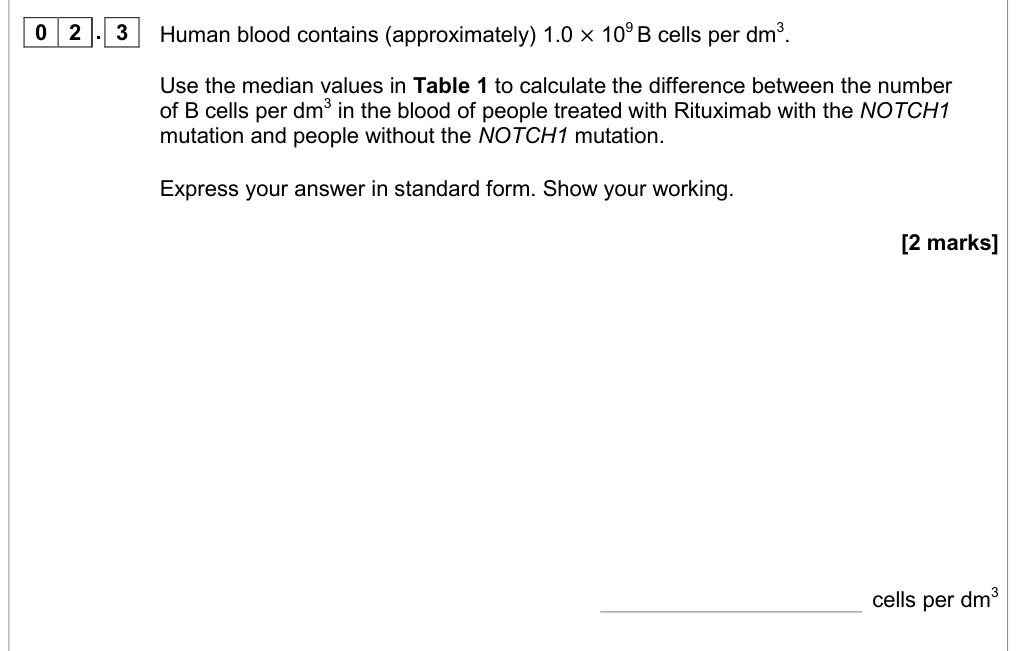 0 2 . 3 Human blood contains (approximately) 1.0 × 10⁹ B cells per dm³.
Use the median values in Table 1 to calculate the difference between the number
of B cells per dm³ in the blood of people treated with Rituximab with the NOTCH1
mutation and people without the NOTCH1 mutation.
Express your answer in standard form. Show your working.
[2 marks]
cells per dm³